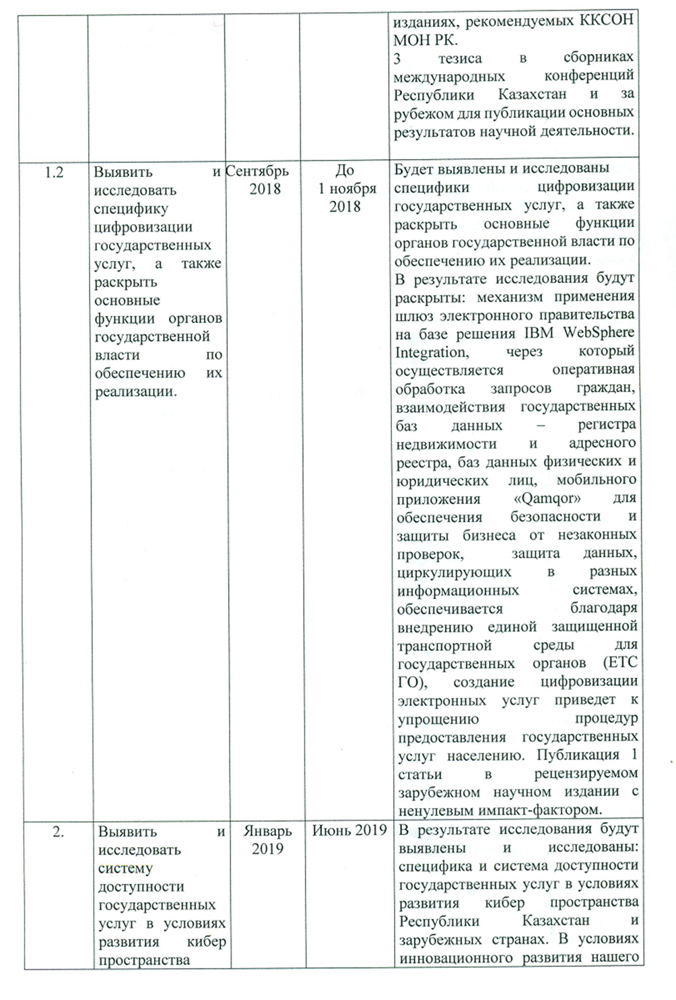 изданиях, рекомендуемых ККСОН
МОН РК.
3 тезиса в сборниках
международных конференций
Республики Казахстан и за
рубежом для публикации основных
результатов научной деятельности.
1.2
Выявить и
исследовать
специфику
цифровизации
государственных
услуг, а также
раскрыть
основные
функции органов
государственной
власти по
обеспечению их
реализации.
Сентябрь
2018
До
1 ноября
2018
Будет выявлены и исследованы
специфики цифровизации
государственных услуг, а также
раскрыть основные функции
органов государственной власти по
обеспечению их реализации.
В результате исследования будут
раскрыты: механизм применения
шлюз электронного правительства
на базе решения IBM WebSphere
Integration, через который
осуществляется оперативная
обработка запросов граждан,
взаимодействия государственных
баз данных – регистра
недвижимости и адресного
реестра, баз данных физических и
юридических лиц, мобильного
приложения «Qamqor» для
обеспечения безопасности и
защиты бизнеса от незаконных
проверок, защита данных,
циркулирующих в разных
информационных системах,
обеспечивается благодаря
внедрению единой защищенной
транспортной среды для
государственных органов (ЕТС
ГО), создание цифровизации
электронных услуг приведет к
упрощению процедур
предоставления государственных
услуг населению. Публикация 1
статьи в рецензируемом
зарубежном научном издании с
ненулевым импакт-фактором.
2.
Выявить и
исследовать
систему
доступности
государственных
услуг в условиях
развития кибер
пространства
Январь
2019
Июнь 2019
В результате исследования будут
выявлены и исследованы:
специфика и система доступности
государственных услуг в условиях
развития кибер пространства
Республики Казахстан и
зарубежных странах. В условиях
инновационного развития нашего